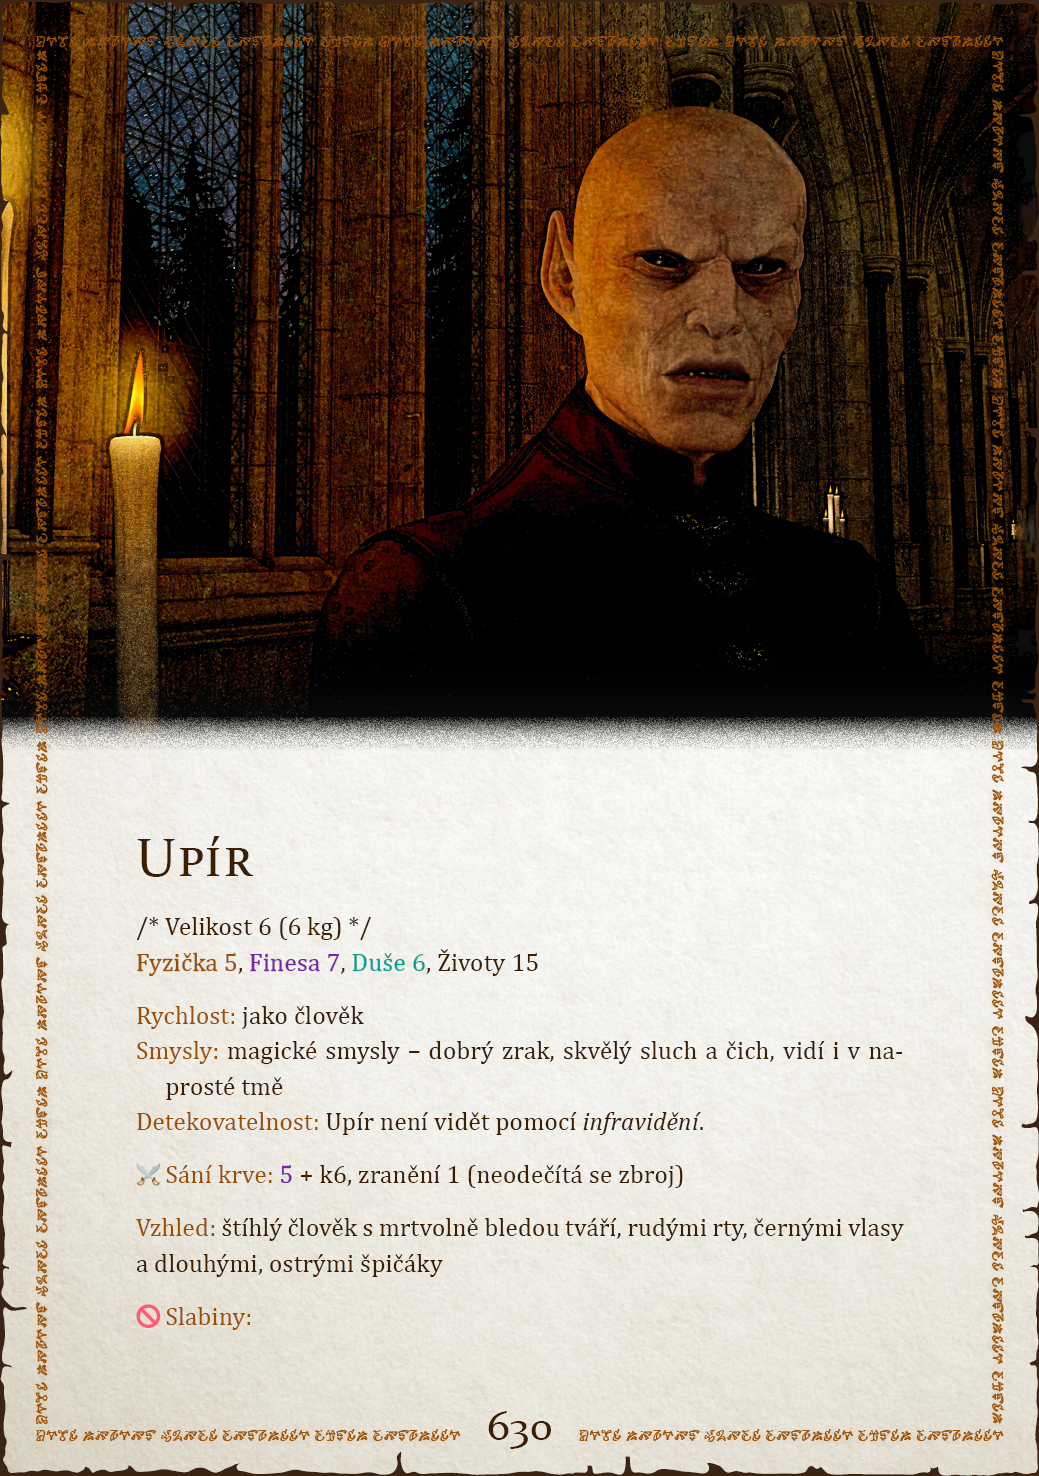 Upír
/* Velikost 6 (6 kg) */
Fyzička 5, Finesa 7, Duše 6, Životy 15
Rychlost: jako člověk
Smysly: magické smysly – dobrý zrak, skvělý sluch a čich, vidí i v na-
prosté tmě
Detekovatelnost: Upír není vidět pomocí infravidění.
Sání krve: 5 + k6, zranění 1 (neodečítá se zbroj)
Vzhled: štíhlý člověk s mrtvolně bledou tváří, rudými rty, černými vlasy
a dlouhými, ostrými špičáky
Slabiny:
630